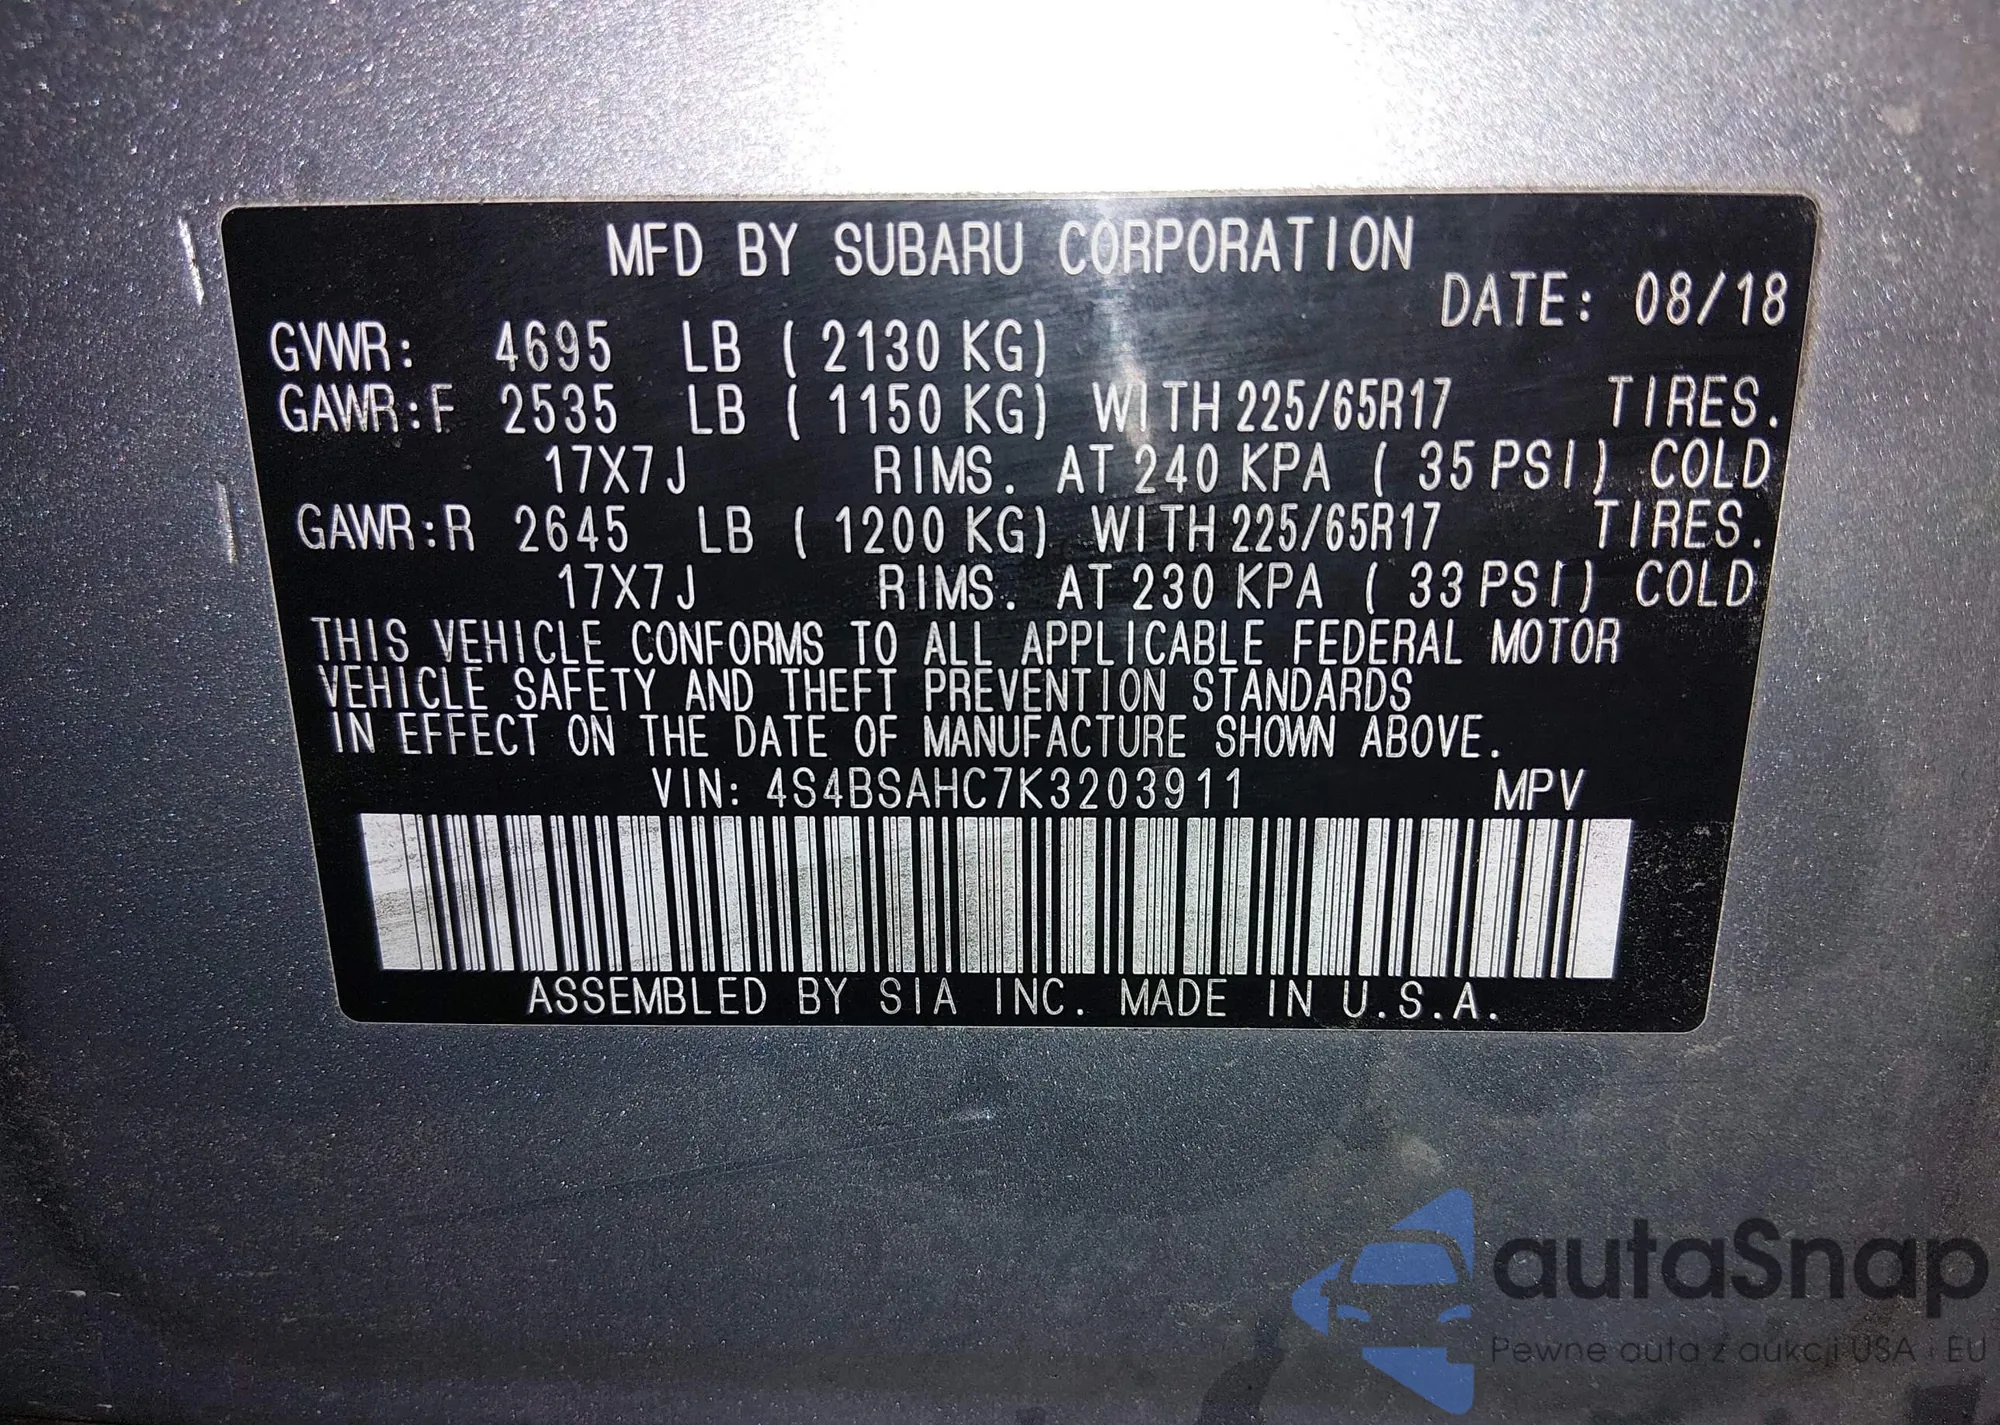 MFD BY SUBARU CORPORATION
DATE: 08/18
GVWR: 4695 LB ( 2130 KG)
GAWR:F 2535 LB ( 1150 KG) WITH 225/65R17 TIRES.
17X7J RIMS. AT 240 KPA ( 35 PSI) COLD
GAWR:R 2645 LB ( 1200 KG) WITH 225/65R17 TIRES.
17X7J RIMS. AT 230 KPA ( 33 PSI) COLD
THIS VEHICLE CONFORMS TO ALL APPLICABLE FEDERAL MOTOR
VEHICLE SAFETY AND THEFT PREVENTION STANDARDS
IN EFFECT ON THE DATE OF MANUFACTURE SHOWN ABOVE.
VIN: 4S4BSAHC7K3203911 MPV
ASSEMBLED BY SIA INC. MADE IN U.S.A.
autaSnap
Pewne auta z aukcji USA i EU